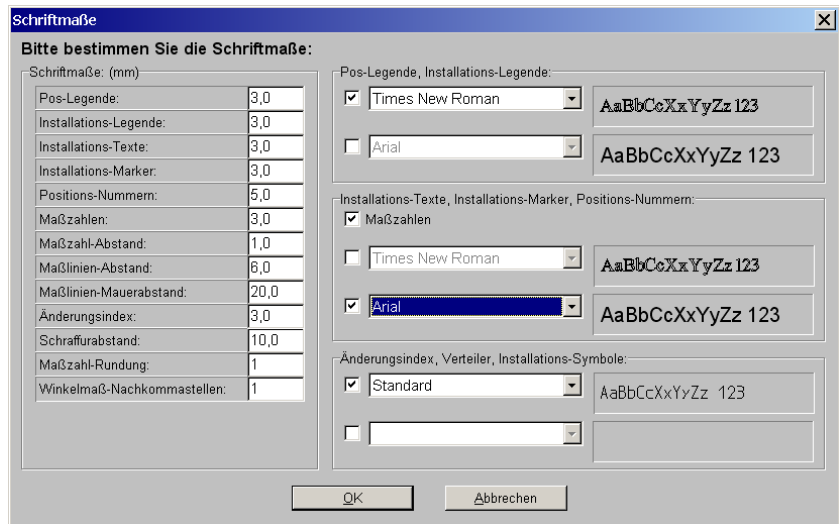 Schriftmaße
Bitte bestimmen Sie die Schriftmaße:
Schriftmaße: (mm)
Pos-Legende: 3,0
Installations-Legende: 3,0
Installations-Texte: 3,0
Installations-Marker: 3,0
Positions-Nummern: 5,0
Maßzahlen: 3,0
Maßzahl-Abstand: 1,0
Maßlinien-Abstand: 6,0
Maßlinien-Mauerabstand: 20,0
Änderungsindex: 3,0
Schraffurabstand: 10,0
Maßzahl-Rundung: 1
Winkelmaß-Nachkommastellen: 1
Pos-Legende, Installations-Legende:
Times New Roman AaBbCcXxYyZz 123
Arial AaBbCcXxYyZz 123
Installations-Texte, Installations-Marker, Positions-Nummern:
Maßzahlen
Times New Roman AaBbCcXxYyZz 123
Arial AaBbCcXxYyZz 123
Änderungsindex, Verteiler, Installations-Symbole:
Standard AaBbCcXxYyZz 123
OK Abbrechen